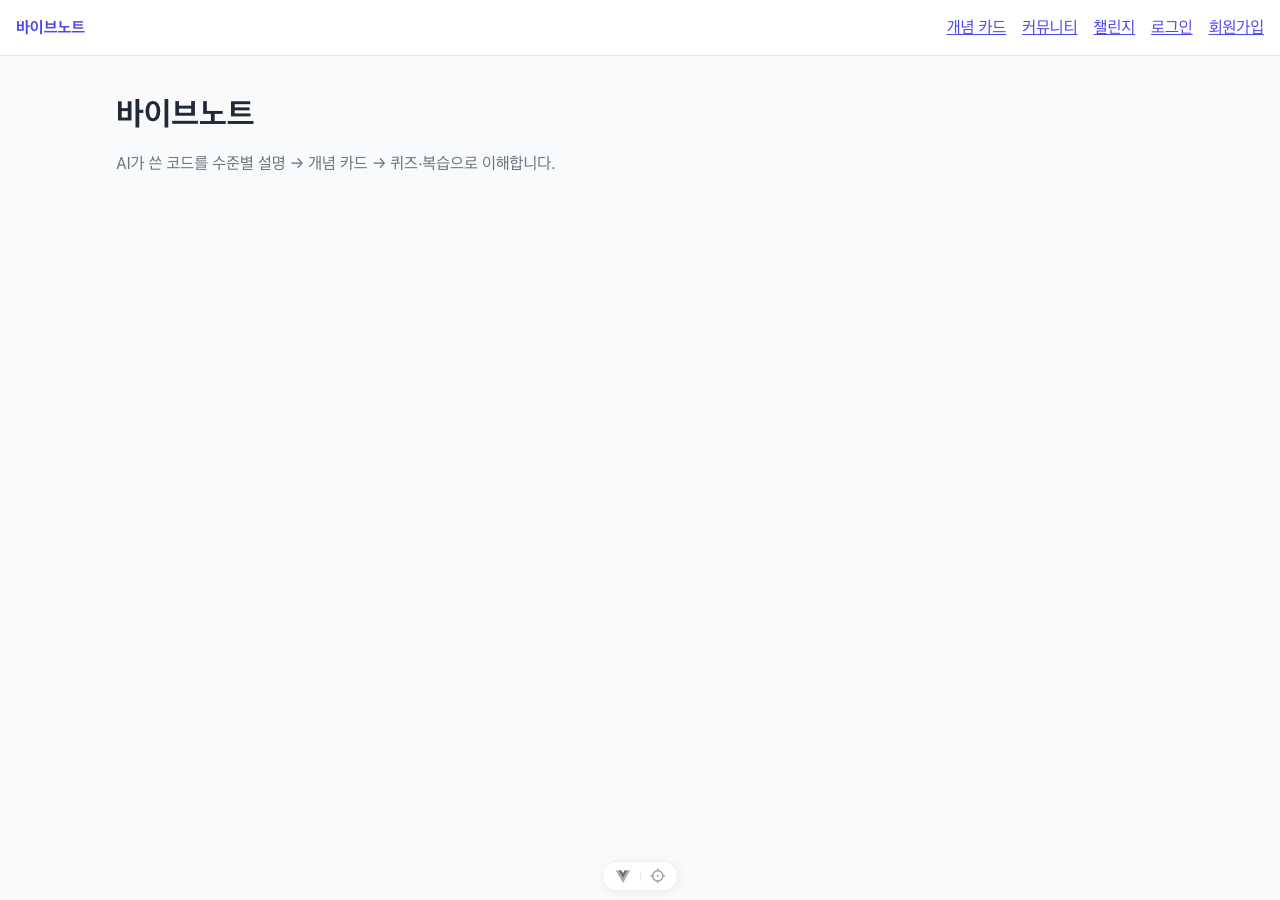 바이브노트
개념 카드 커뮤니티 챌린지 로그인 회원가입
바이브노트
AI가 쓴 코드를 수준별 설명 → 개념 카드 → 퀴즈·복습으로 이해합니다.